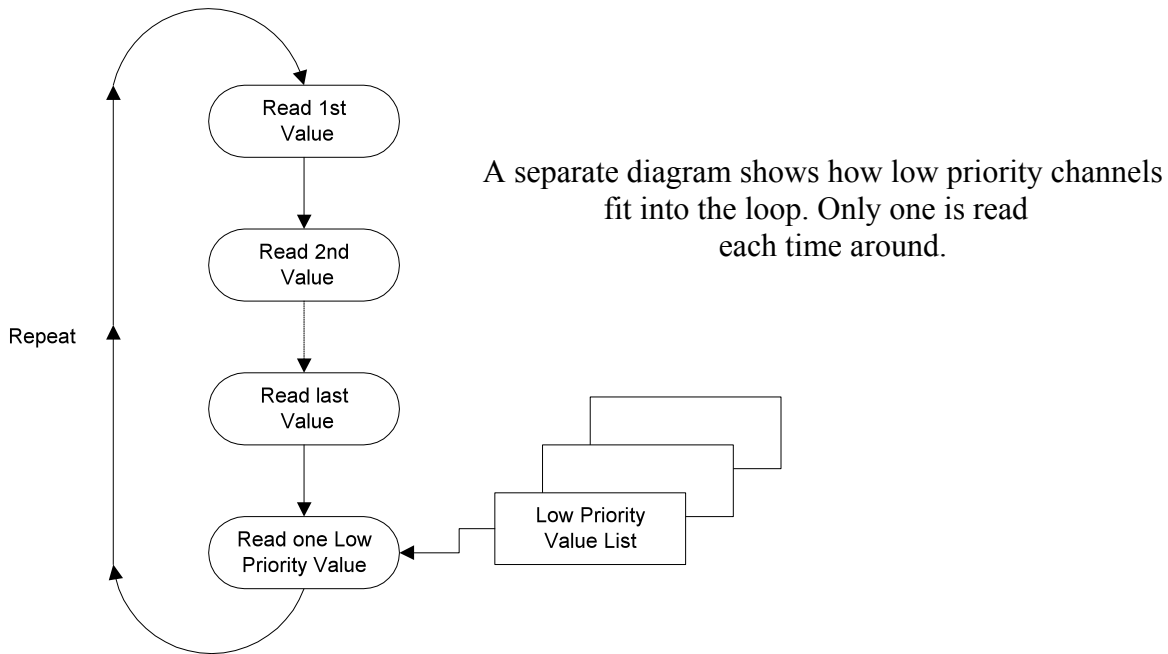 Read 1st
Value
A separate diagram shows how low priority channels
fit into the loop. Only one is read
each time around.
Read 2nd
Value
Repeat
Read last
Value
Low Priority
Value List
Read one Low
Priority Value